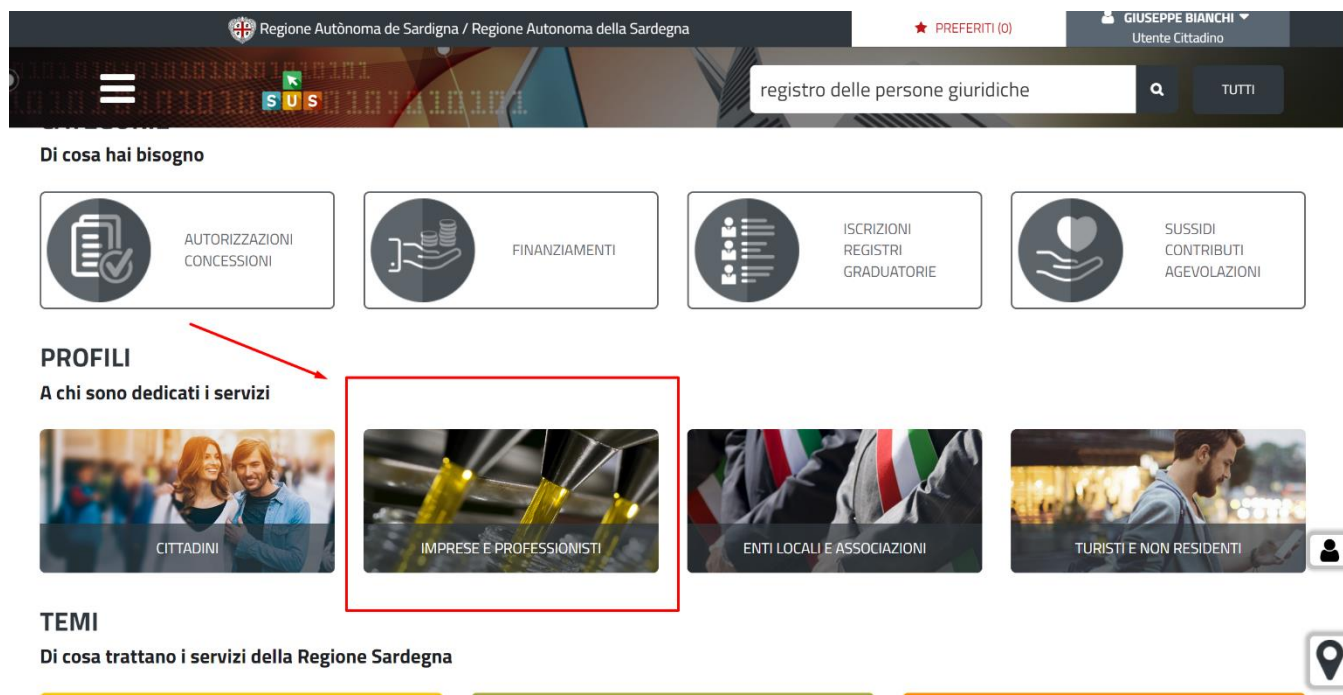 Regione Autònoma de Sardigna / Regione Autonoma della Sardegna
PREFERITI (0)
GIUSEPPE BIANCHI
Utente Cittadino
SUS
registro delle persone giuridiche
TUTTI
Di cosa hai bisogno
AUTORIZZAZIONI
CONCESSIONI
FINANZIAMENTI
ISCRIZIONI
REGISTRI
GRADUATORIE
SUSSIDI
CONTRIBUTI
AGEVOLAZIONI
PROFILI
A chi sono dedicati i servizi
CITTADINI
IMPRESE E PROFESSIONISTI
ENTI LOCALI E ASSOCIAZIONI
TURISTI E NON RESIDENTI
TEMI
Di cosa trattano i servizi della Regione Sardegna